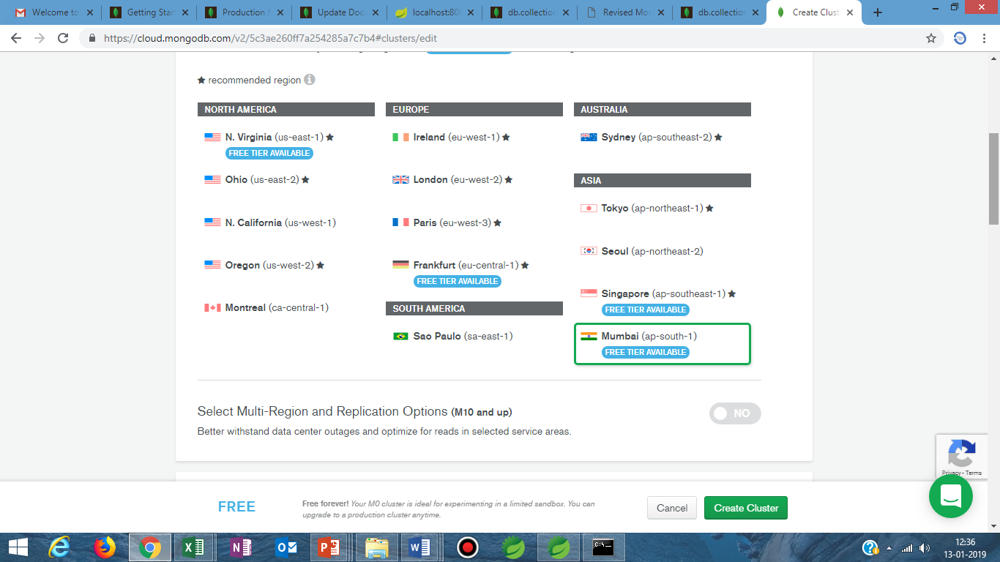 Welcome to
Getting Star
Production N
Update Doc
localhost:80
db.collection
Revised Mo
db.collection
Create Clust
https://cloud.mongodb.com/v2/5c3ae260ff7a254285a7c7b4#clusters/edit
★ recommended region
NORTH AMERICA
N. Virginia (us-east-1) ★
FREE TIER AVAILABLE
Ohio (us-east-2) ★
N. California (us-west-1)
Oregon (us-west-2) ★
Montreal (ca-central-1)
EUROPE
Ireland (eu-west-1) ★
London (eu-west-2) ★
Paris (eu-west-3) ★
Frankfurt (eu-central-1) ★
FREE TIER AVAILABLE
SOUTH AMERICA
Sao Paulo (sa-east-1)
AUSTRALIA
Sydney (ap-southeast-2) ★
ASIA
Tokyo (ap-northeast-1) ★
Seoul (ap-northeast-2)
Singapore (ap-southeast-1) ★
FREE TIER AVAILABLE
Mumbai (ap-south-1)
FREE TIER AVAILABLE
Select Multi-Region and Replication Options (M10 and up)
NO
Better withstand data center outages and optimize for reads in selected service areas.
Privacy - Terms
FREE
Free forever! Your M0 cluster is ideal for experimenting in a limited sandbox. You can
upgrade to a production cluster anytime.
Cancel
Create Cluster
12:36
13-01-2019